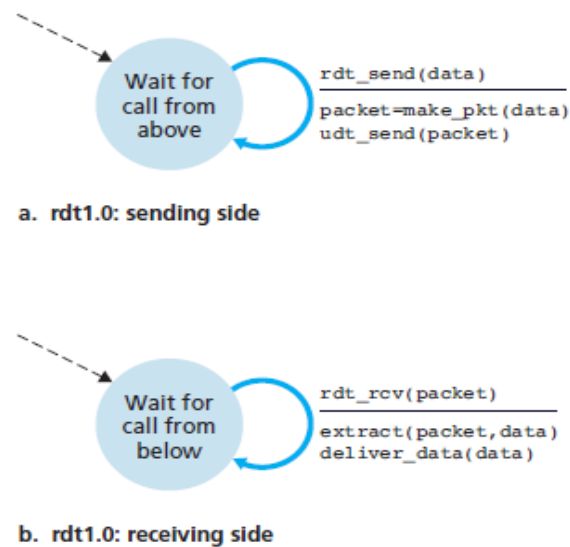 Wait for
call from
above
rdt_send(data)
packet=make_pkt(data)
udt_send(packet)
a. rdt1.0: sending side
Wait for
call from
below
rdt_rcv(packet)
extract(packet,data)
deliver_data(data)
b. rdt1.0: receiving side